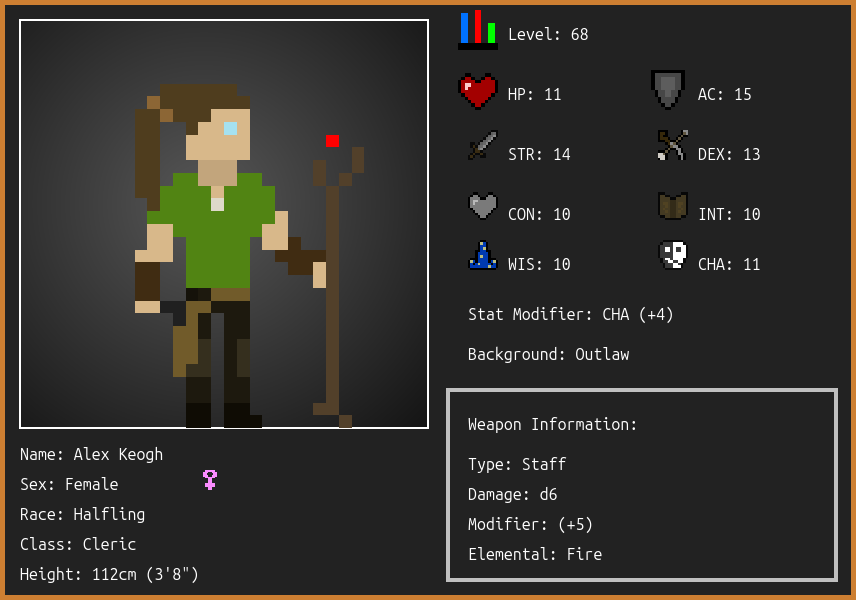 Level: 68
HP: 11
AC: 15
STR: 14
DEX: 13
CON: 10
INT: 10
WIS: 10
CHA: 11
Stat Modifier: CHA (+4)
Background: Outlaw
Name: Alex Keogh
Sex: Female
Race: Halfling
Class: Cleric
Height: 112cm (3'8")
Weapon Information:
Type: Staff
Damage: d6
Modifier: (+5)
Elemental: Fire